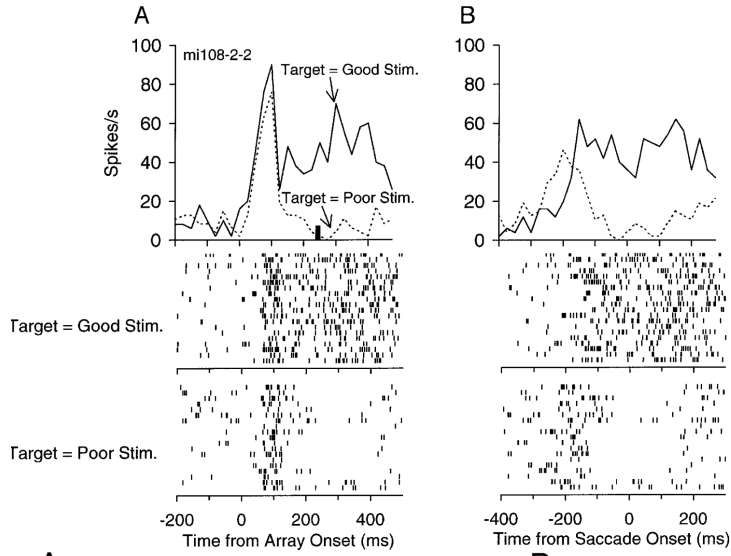 A
B
100
80
60
40
20
0
Spikes/s
mi108-2-2
Target = Good Stim.
Target = Poor Stim.
100
80
60
40
20
0
Target = Good Stim.
Target = Poor Stim.
-200 0 200 400
Time from Array Onset (ms)
-400 -200 0 200
Time from Saccade Onset (ms)